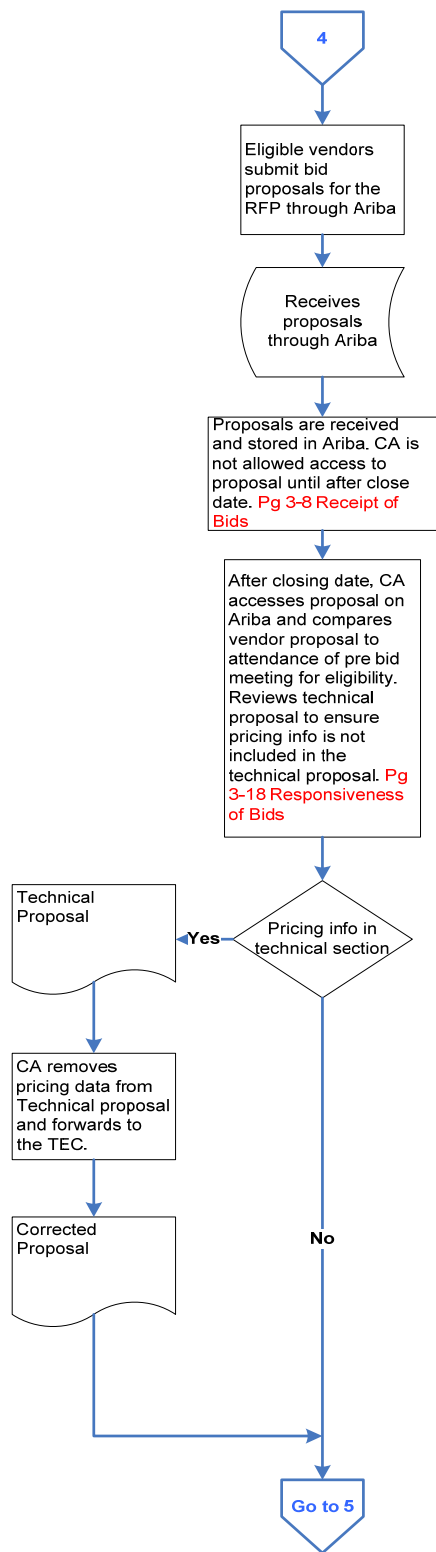 4
Eligible vendors
submit bid
proposals for the
RFP through Ariba
Receives
proposals
through Ariba
Proposals are received
and stored in Ariba. CA is
not allowed access to
proposal until after close
date. Pg 3-8 Receipt of
Bids
After closing date, CA
accesses proposal on
Ariba and compares
vendor proposal to
attendance of pre bid
meeting for eligibility.
Reviews technical
proposal to ensure
pricing info is not
included in the
technical proposal. Pg
3-18 Responsiveness
of Bids
Pricing info in
technical section
Yes
Technical
Proposal
CA removes
pricing data from
Technical proposal
and forwards to
the TEC.
Corrected
Proposal
No
Go to 5